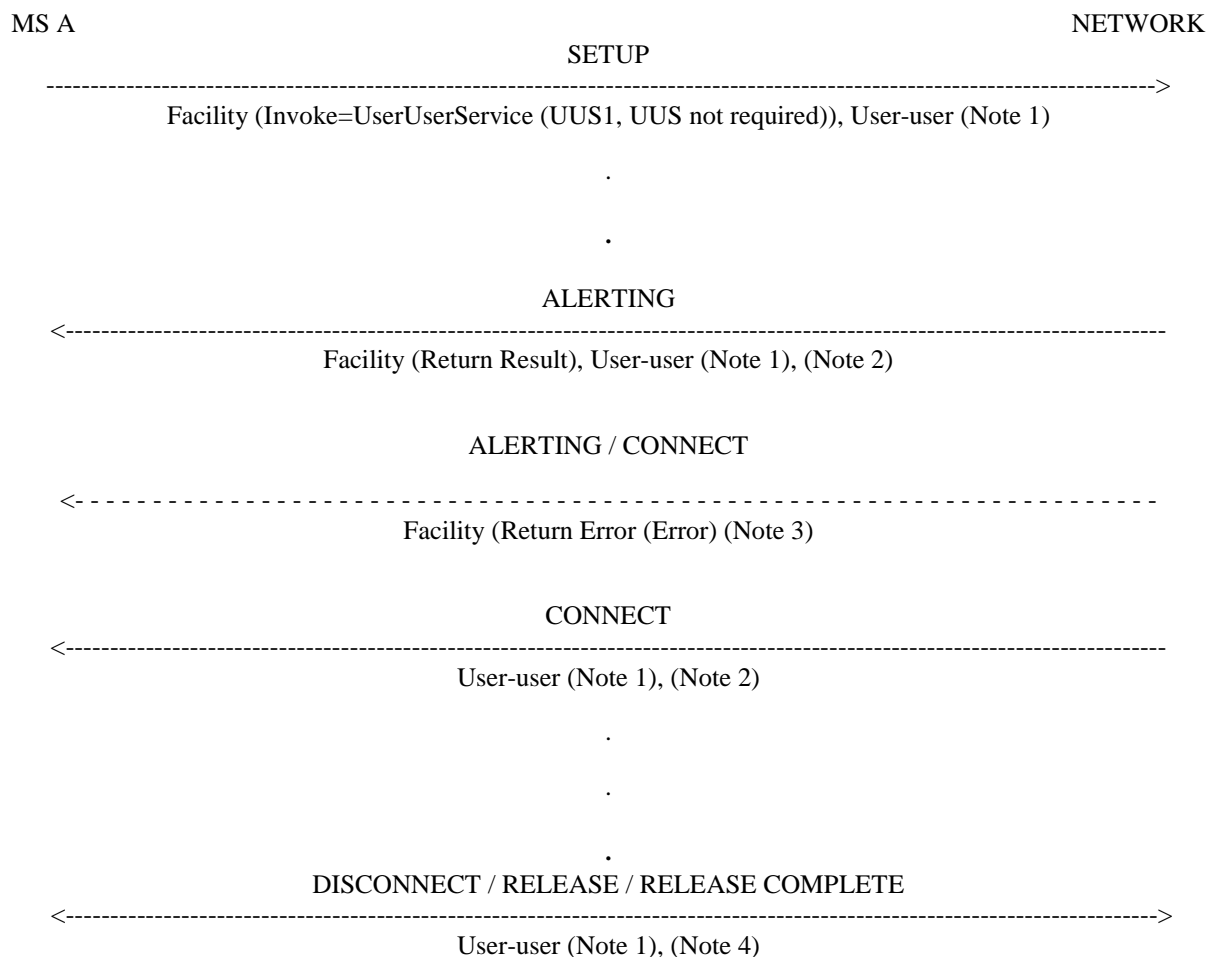 MS A NETWORK
SETUP
------------------------------------------------------------------------------------------------------------------------>
Facility (Invoke=UserUserService (UUS1, UUS not required)), User-user (Note 1)
.
.
ALERTING
<------------------------------------------------------------------------------------------------------------------------
Facility (Return Result), User-user (Note 1), (Note 2)
ALERTING / CONNECT
<- - - - - - - - - - - - - - - - - - - - - - - - - - - - - - - - - - - - - - - - - - - - - - - - - - - - - - - - - - - - - - - - - - - - - -
Facility (Return Error (Error) (Note 3)
CONNECT
<------------------------------------------------------------------------------------------------------------------------
User-user (Note 1), (Note 2)
.
.
.
DISCONNECT / RELEASE / RELEASE COMPLETE
<----------------------------------------------------------------------------------------------------------------------->
User-user (Note 1), (Note 4)